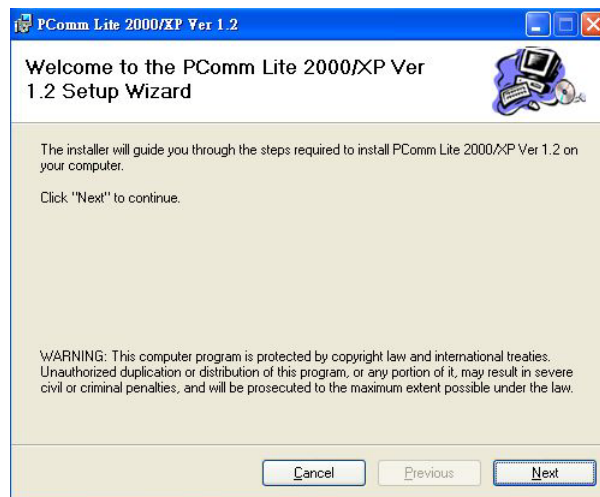 PComm Lite 2000/XP Ver 1.2
Welcome to the PComm Lite 2000/XP Ver
1.2 Setup Wizard
The installer will guide you through the steps required to install PComm Lite 2000/XP Ver 1.2 on
your computer.
Click "Next" to continue.
WARNING: This computer program is protected by copyright law and international treaties.
Unauthorized duplication or distribution of this program, or any portion of it, may result in severe
civil or criminal penalties, and will be prosecuted to the maximum extent possible under the law.
Cancel Previous Next